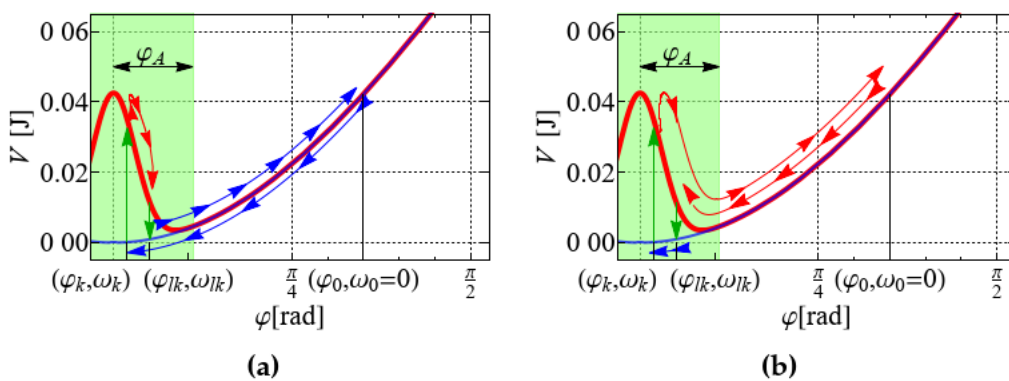 (a)
V [J]
0 06
0.04
0.02
0 00
φA
(φk,ωk)
(φlk,ωlk)
π/4
(φ0,ω0=0)
π/2
φ[rad]
(b)
V [J]
0 06
0.04
0.02
0 00
φA
(φk,ωk)
(φlk,ωlk)
π/4
(φ0,ω0=0)
π/2
φ[rad]